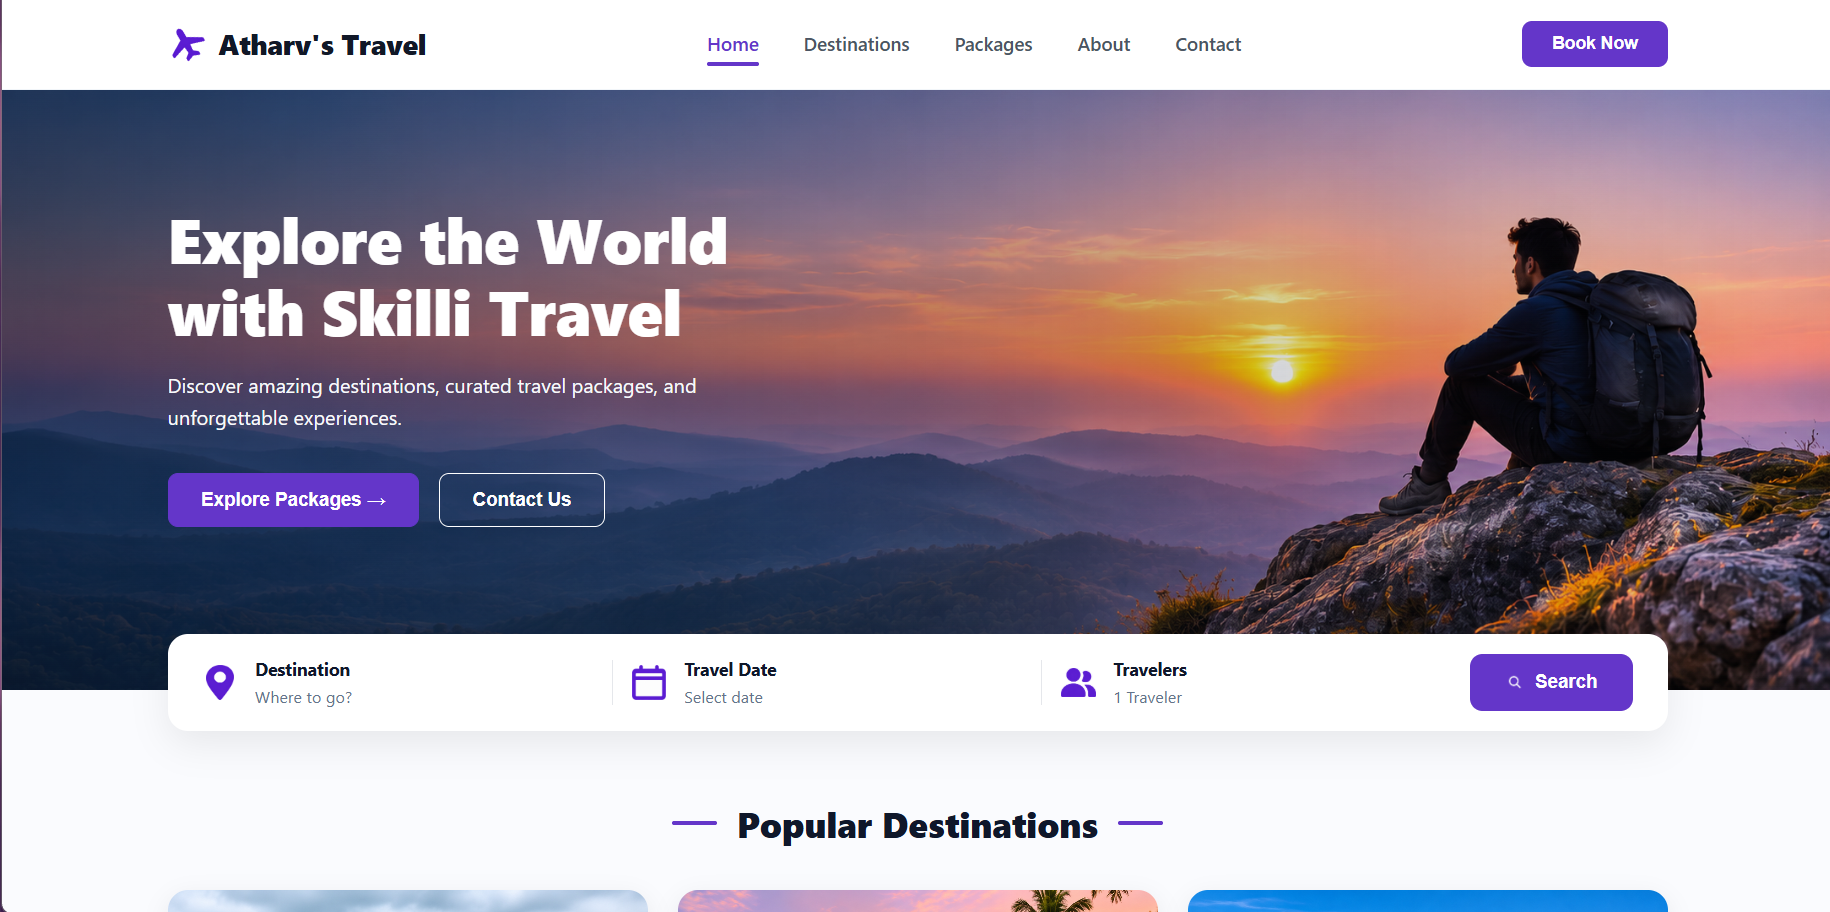 Atharv's Travel
Home
Destinations
Packages
About
Contact
Book Now
Explore the World
with Skilli Travel
Discover amazing destinations, curated travel packages, and
unforgettable experiences.
Explore Packages →
Contact Us
Destination
Where to go?
Travel Date
Select date
Travelers
1 Traveler
Search
Popular Destinations